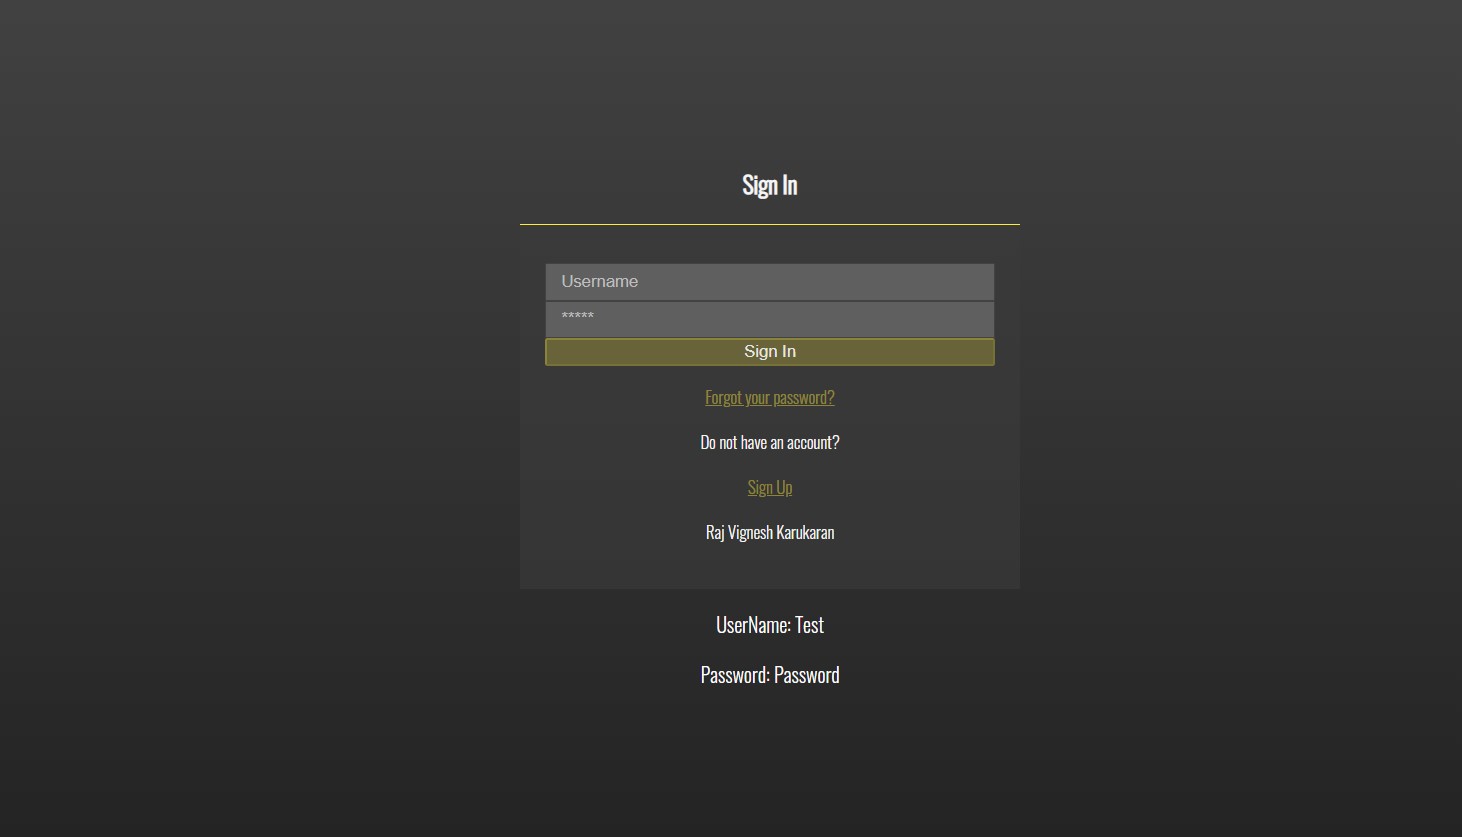 Sign In
Username
*****
Sign In
Forgot your password?
Do not have an account?
Sign Up
Raj Vignesh Karukaran
UserName: Test
Password: Password